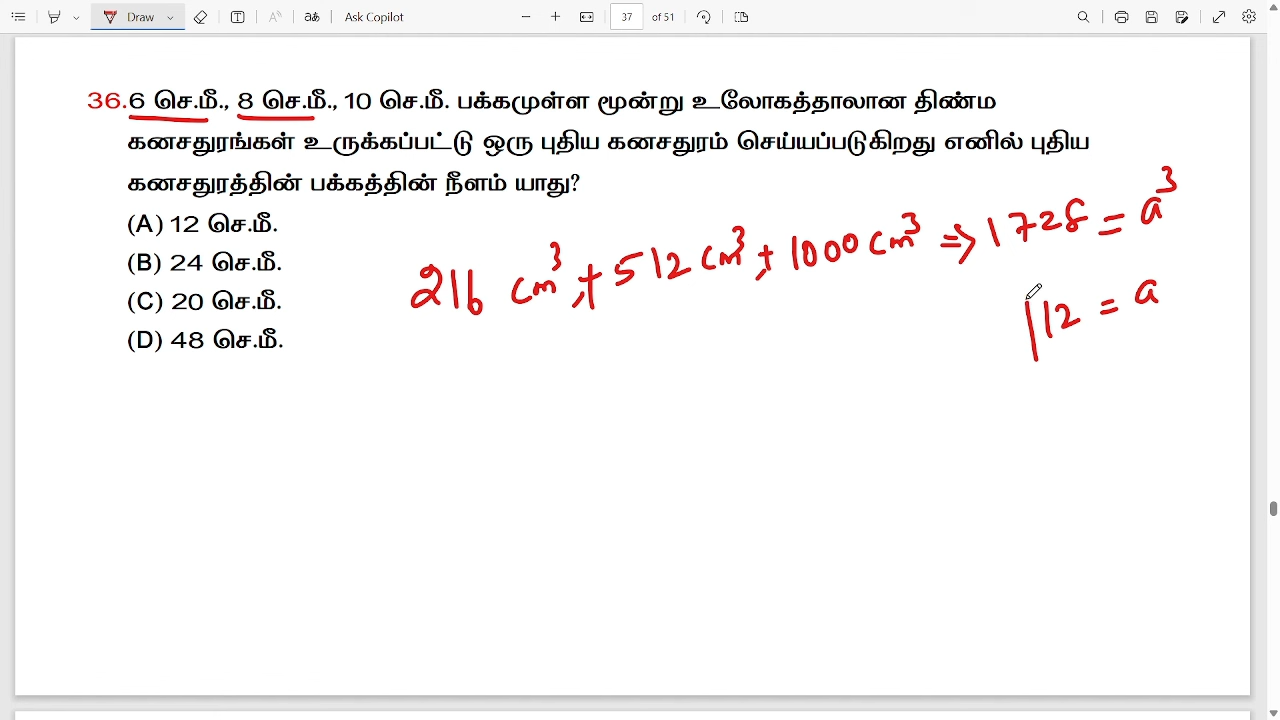 Draw
Ask Copilot
37 of 51
36. 6 செ.மீ., 8 செ.மீ., 10 செ.மீ. பக்கமுள்ள மூன்று உலோகத்தாலான திண்ம
கனசதுரங்கள் உருக்கப்பட்டு ஒரு புதிய கனசதுரம் செய்யப்படுகிறது எனில் புதிய
கனசதுரத்தின் பக்கத்தின் நீளம் யாது?
(A) 12 செ.மீ.
(B) 24 செ.மீ.
(C) 20 செ.மீ.
(D) 48 செ.மீ.
216 cm³, + 512 cm³, + 1000 cm³ ⇒ 1728 = a³
12 = a